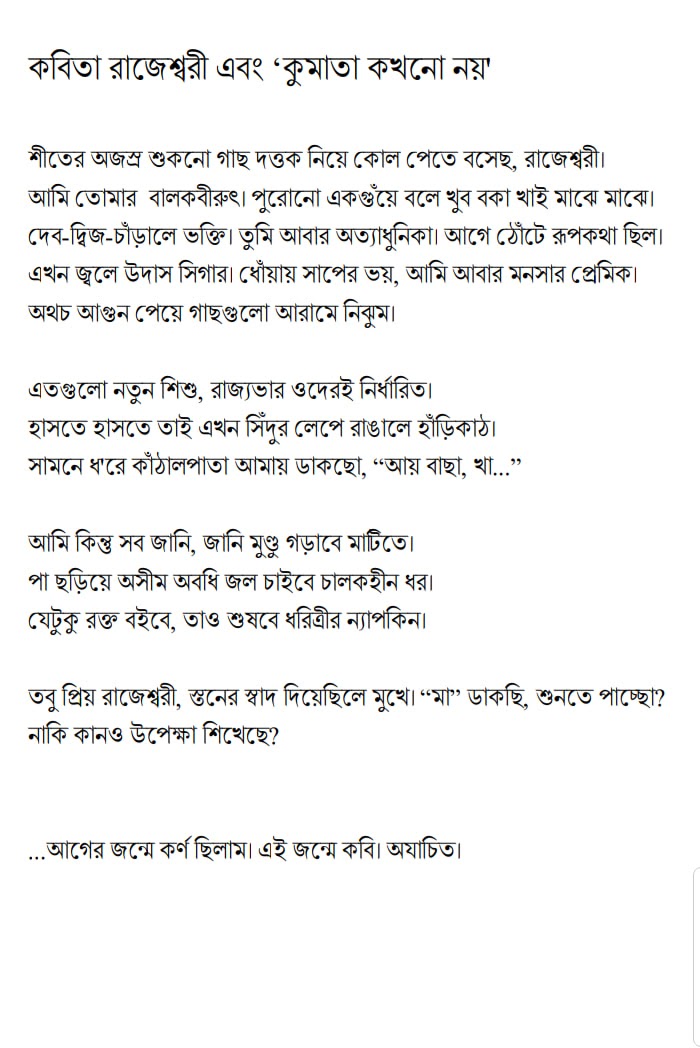 কবিতা রাজেশ্বরী এবং ‘কুমাতা কখনো নয়'
শীতের অজস্র শুকনো গাছ দত্তক নিয়ে কোল পেতে বসেছ, রাজেশ্বরী।
আমি তোমার বালকবীরুৎ। পুরোনো একগুঁয়ে বলে খুব বকা খাই মাঝে মাঝে।
দেব-দ্বিজ-চাঁড়ালে ভক্তি। তুমি আবার অত্যাধুনিকা। আগে ঠোঁটে রূপকথা ছিল।
এখন জ্বলে উদাস সিগার। ধোঁয়ায় সাপের ভয়, আমি আবার মনসার প্রেমিক।
অথচ আগুন পেয়ে গাছগুলো আরামে নিঝুম।
এতগুলো নতুন শিশু, রাজ্যভার ওদেরই নির্ধারিত।
হাসতে হাসতে তাই এখন সিঁদুর লেপে রাঙালে হাঁড়িকাঠ।
সামনে ধ'রে কাঁঠালপাতা আমায় ডাকছো, “আয় বাছা, খা...”
আমি কিন্তু সব জানি, জানি মুণ্ডু গড়াবে মাটিতে।
পা ছড়িয়ে অসীম অবধি জল চাইবে চালকহীন ধর।
যেটুকু রক্ত বইবে, তাও শুষবে ধরিত্রীর ন্যাপকিন।
তবু প্রিয় রাজেশ্বরী, স্তনের স্বাদ দিয়েছিলে মুখে। “মা” ডাকছি, শুনতে পাচ্ছো?
নাকি কানও উপেক্ষা শিখেছে?
...আগের জন্মে কর্ণ ছিলাম। এই জন্মে কবি। অযাচিত।